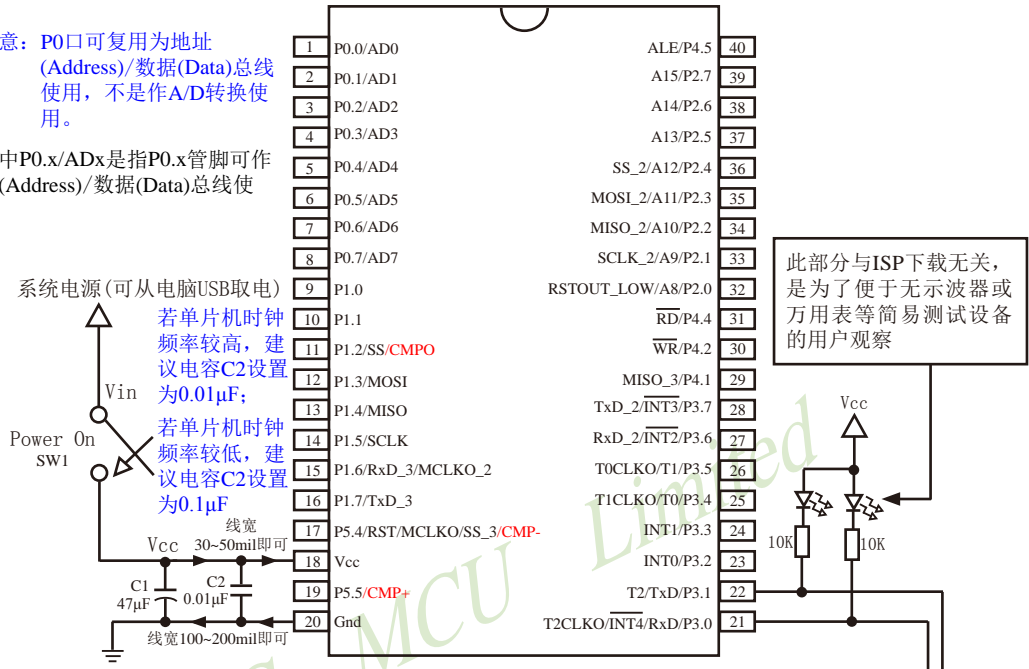 意：P0口可复用为地址
(Address)/数据(Data)总线
使用，不是作A/D转换使
用。
中P0.x/ADx是指P0.x管脚可作
(Address)/数据(Data)总线使
系统电源(可从电脑USB取电)
若单片机时钟
频率较高，建
议电容C2设置
为0.01μF；
若单片机时钟
频率较低，建
议电容C2设置
为0.1μF
Vin
Power On
SW1
线宽
Vcc 30~50mil即可
C1
47μF
C2
0.01μF
线宽100~200mil即可
1 P0.0/AD0
2 P0.1/AD1
3 P0.2/AD2
4 P0.3/AD3
5 P0.4/AD4
6 P0.5/AD5
7 P0.6/AD6
8 P0.7/AD7
9 P1.0
10 P1.1
11 P1.2/SS/CMPO
12 P1.3/MOSI
13 P1.4/MISO
14 P1.5/SCLK
15 P1.6/RxD_3/MCLKO_2
16 P1.7/TxD_3
17 P5.4/RST/MCLKO/SS_3/CMP-
18 Vcc
19 P5.5/CMP+
20 Gnd
ALE/P4.5 40
A15/P2.7 39
A14/P2.6 38
A13/P2.5 37
SS_2/A12/P2.4 36
MOSI_2/A11/P2.3 35
MISO_2/A10/P2.2 34
SCLK_2/A9/P2.1 33
RSTOUT_LOW/A8/P2.0 32
RD/P4.4 31
WR/P4.2 30
MISO_3/P4.1 29
TxD_2/INT3/P3.7 28
RxD_2/INT2/P3.6 27
T0CLKO/T1/P3.5 26
T1CLKO/T0/P3.4 25
INT1/P3.3 24
INT0/P3.2 23
T2/TxD/P3.1 22
T2CLKO/INT4/RxD/P3.0 21
此部分与ISP下载无关，
是为了便于无示波器或
万用表等简易测试设备
的用户观察
Vcc
10K
10K
MCU Limited